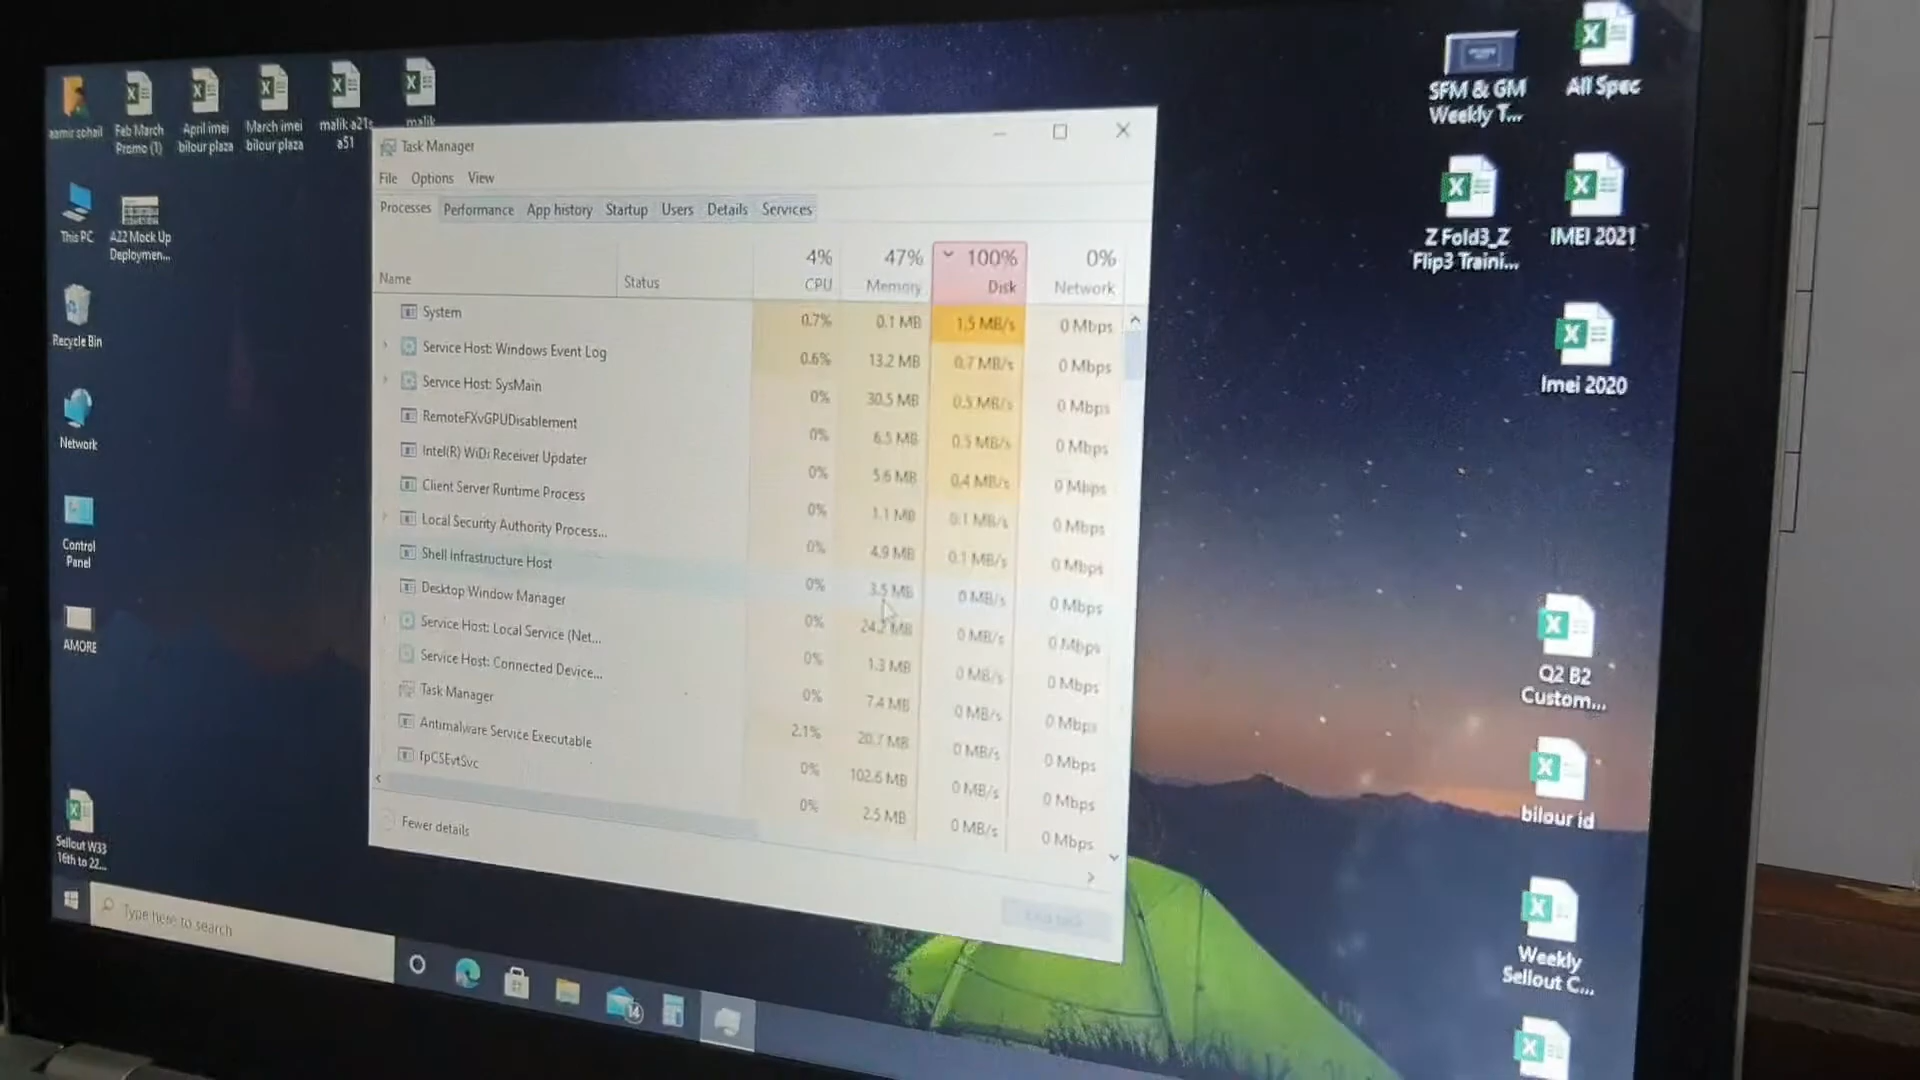 aamir sohail
Feb March
Promo (1)
April imei
bilour plaza
March imei
bilour plaza
malik a21s
a51
malik
This PC
A22 Mock Up
Deploymen...
Recycle Bin
Network
Control
Panel
AMORE
Sellout W33
16th to 22...
Task Manager
File Options View
Processes Performance App history Startup Users Details Services
4% 47% 100% 0%
Name Status CPU Memory Disk Network
System 0.7% 0.1 MB 1.5 MB/s 0 Mbps
Service Host: Windows Event Log 0.6% 13.2 MB 0.7 MB/s 0 Mbps
Service Host: SysMain 0% 30.5 MB 0.5 MB/s 0 Mbps
RemoteFXvGPUDisablement 0% 6.5 MB 0.5 MB/s 0 Mbps
Intel(R) WiDi Receiver Updater 0% 5.6 MB 0.4 MB/s 0 Mbps
Client Server Runtime Process 0% 1.1 MB 0.1 MB/s 0 Mbps
Local Security Authority Process... 0% 4.9 MB 0.1 MB/s 0 Mbps
Shell Infrastructure Host 0% 3.5 MB 0 MB/s 0 Mbps
Desktop Window Manager 0% 24.2 MB 0 MB/s 0 Mbps
Service Host: Local Service (Net... 0% 1.3 MB 0 MB/s 0 Mbps
Service Host: Connected Device... 0% 7.4 MB 0 MB/s 0 Mbps
Task Manager 2.1% 20.7 MB 0 MB/s 0 Mbps
Antimalware Service Executable 0% 102.6 MB 0 MB/s 0 Mbps
fpCSEvtSvc 0% 2.5 MB 0 MB/s 0 Mbps
Fewer details
End task
SFM & GM
Weekly T...
All Spec
Z Fold3_Z
Flip3 Traini...
IMEI 2021
Imei 2020
Q2 B2
Custom...
bilour id
Weekly
Sellout C...
Type here to search
14